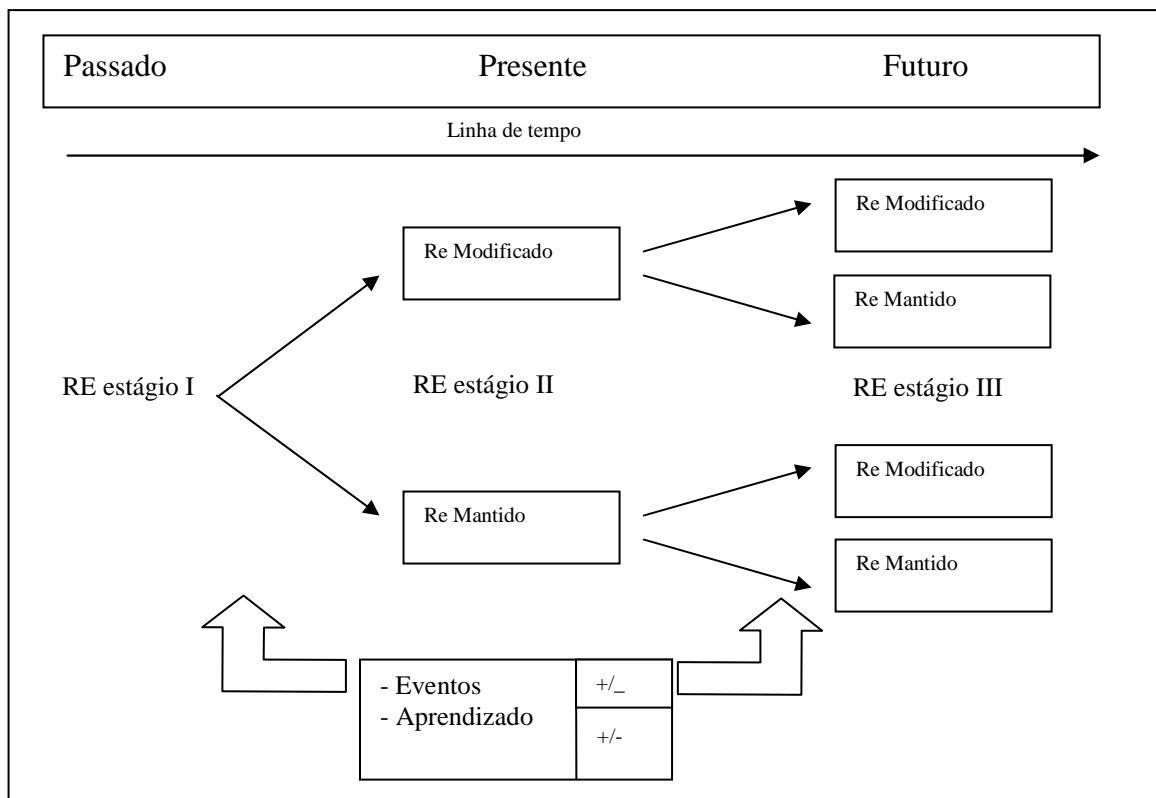 Passado Presente Futuro
Linha de tempo
Re Modificado
Re Modificado
Re Mantido
RE estágio I RE estágio II RE estágio III
Re Modificado
Re Mantido
Re Mantido
- Eventos +/_
- Aprendizado +/-